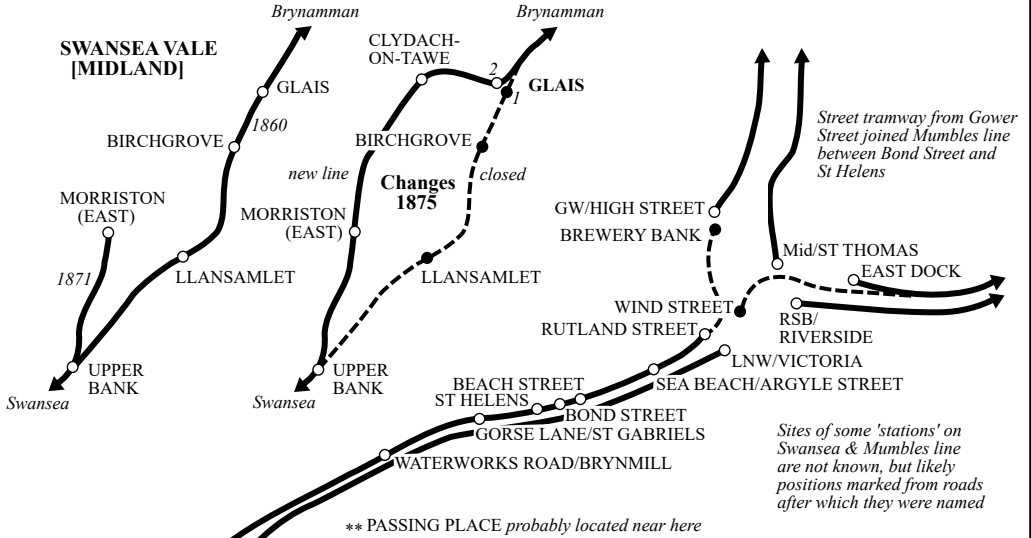 Brynamman
SWANSEA VALE
[MIDLAND]
GLAIS
1860
BIRCHGROVE
MORRISTON
(EAST)
1871
LLANSAMLET
UPPER
BANK
Swansea
Brynamman
CLYDACH-
ON-TAWE
2
1
GLAIS
BIRCHGROVE
new line
Changes
1875
closed
MORRISTON
(EAST)
LLANSAMLET
UPPER
BANK
Swansea
Street tramway from Gower
Street joined Mumbles line
between Bond Street and
St Helens
GW/HIGH STREET
BREWERY BANK
Mid/ST THOMAS
EAST DOCK
WIND STREET
RSB/
RIVERSIDE
RUTLAND STREET
LNW/VICTORIA
SEA BEACH/ARGYLE STREET
BEACH STREET
ST HELENS
BOND STREET
GORSE LANE/ST GABRIELS
WATERWORKS ROAD/BRYNMILL
Sites of some 'stations' on
Swansea & Mumbles line
are not known, but likely
positions marked from roads
after which they were named
** PASSING PLACE probably located near here